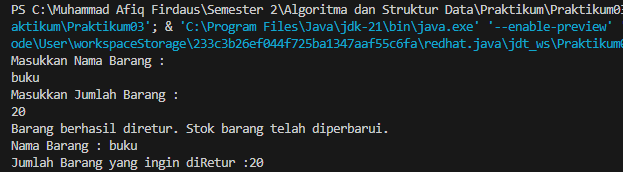 PS C:\Muhammad Afiq Firdaus\Semester 2\Algoritma dan Struktur Data\Praktikum\Praktikum03
aktikum\Praktikum03'; & 'C:\Program Files\Java\jdk-21\bin\java.exe' '--enable-preview'
ode\User\workspaceStorage\233c3b26ef044f725ba1347aaf55c6fa\redhat.java\jdt_ws\Praktikum0
Masukkan Nama Barang :
buku
Masukkan Jumlah Barang :
20
Barang berhasil diretur. Stok barang telah diperbarui.
Nama Barang : buku
Jumlah Barang yang ingin diRetur :20